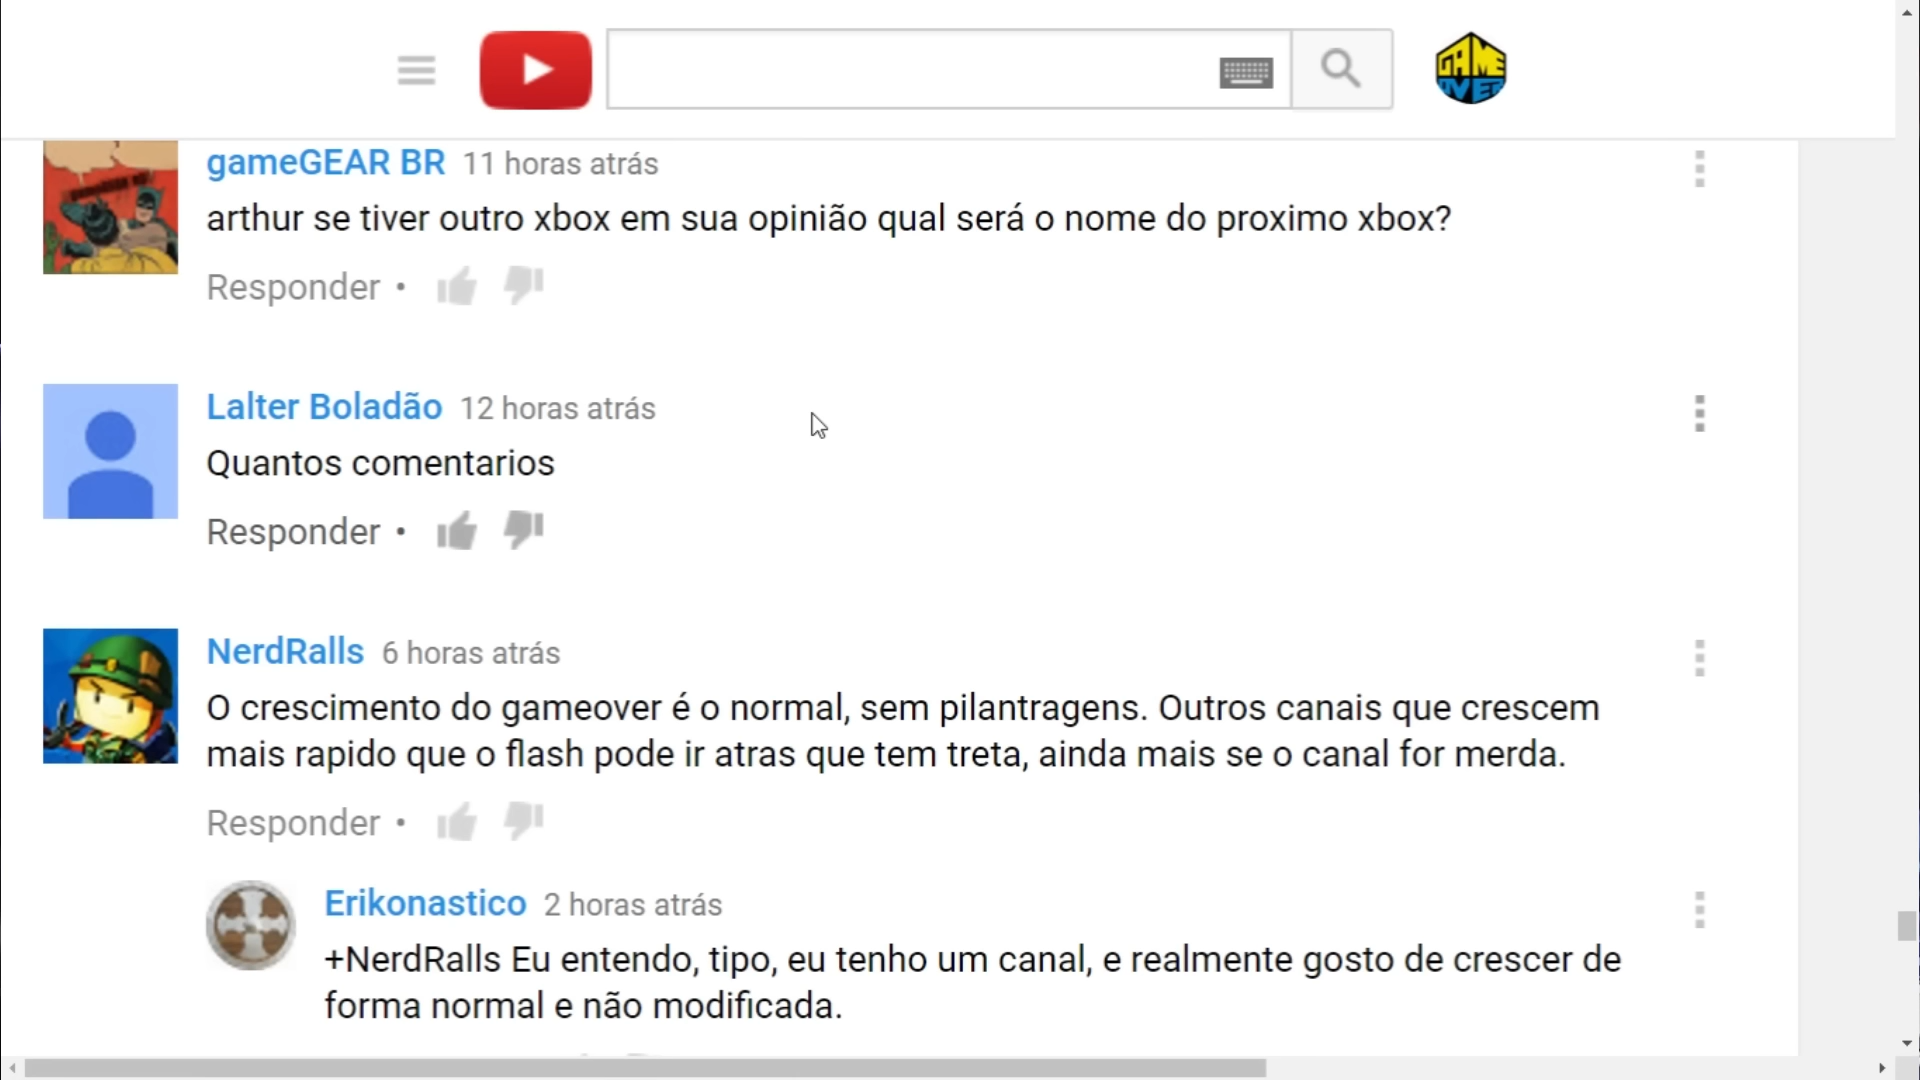 GAME
OVER
gameGEAR BR 11 horas atrás
arthur se tiver outro xbox em sua opinião qual será o nome do proximo xbox?
Responder •
Lalter Boladão 12 horas atrás
Quantos comentarios
Responder •
NerdRalls 6 horas atrás
O crescimento do gameover é o normal, sem pilantragens. Outros canais que crescem
mais rapido que o flash pode ir atras que tem treta, ainda mais se o canal for merda.
Responder •
Erikonastico 2 horas atrás
+NerdRalls Eu entendo, tipo, eu tenho um canal, e realmente gosto de crescer de
forma normal e não modificada.